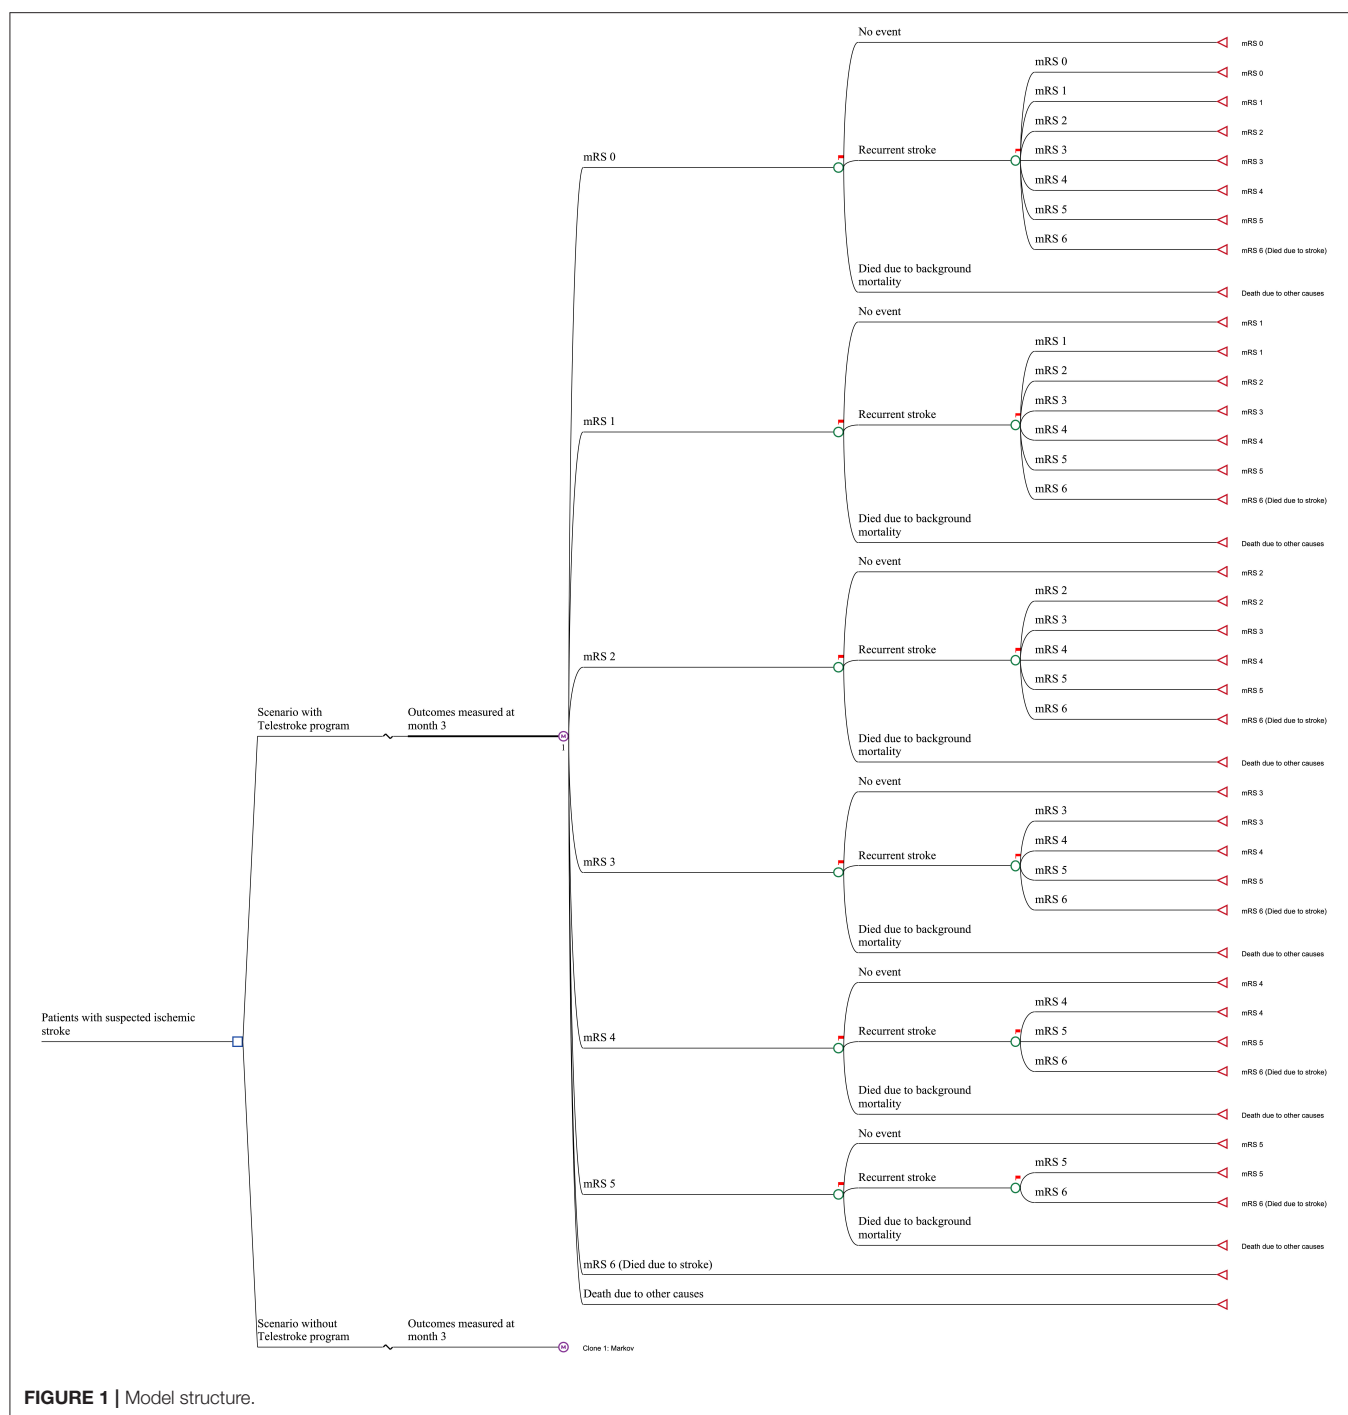 No event
mRS 0
mRS 0
mRS 0
mRS 1
mRS 1
mRS 2
mRS 2
mRS 0
Recurrent stroke
mRS 3
mRS 3
mRS 4
mRS 4
mRS 5
mRS 5
mRS 6
mRS 6 (Died due to stroke)
Died due to background
mortality
Death due to other causes
No event
mRS 1
mRS 1
mRS 1
mRS 2
mRS 2
mRS 3
mRS 3
mRS 1
Recurrent stroke
mRS 4
mRS 4
mRS 5
mRS 5
mRS 6
mRS 6 (Died due to stroke)
Died due to background
mortality
Death due to other causes
No event
mRS 2
mRS 2
mRS 2
mRS 3
mRS 3
mRS 2
Recurrent stroke
mRS 4
mRS 4
mRS 5
mRS 5
mRS 6
mRS 6 (Died due to stroke)
Died due to background
mortality
Death due to other causes
Scenario with
Telestroke program
Outcomes measured at
month 3
M
1
No event
mRS 3
mRS 3
mRS 3
mRS 4
mRS 4
mRS 3
Recurrent stroke
mRS 5
mRS 5
mRS 6
mRS 6 (Died due to stroke)
Died due to background
mortality
Death due to other causes
No event
mRS 4
mRS 4
mRS 4
Patients with suspected ischemic
stroke
mRS 4
Recurrent stroke
mRS 5
mRS 5
mRS 6
mRS 6 (Died due to stroke)
Died due to background
mortality
Death due to other causes
No event
mRS 5
mRS 5
mRS 5
mRS 5
Recurrent stroke
mRS 6
mRS 6 (Died due to stroke)
Died due to background
mortality
Death due to other causes
mRS 6 (Died due to stroke)
Death due to other causes
Scenario without
Telestroke program
Outcomes measured at
month 3
M
Clone 1: Markov
FIGURE 1 | Model structure.